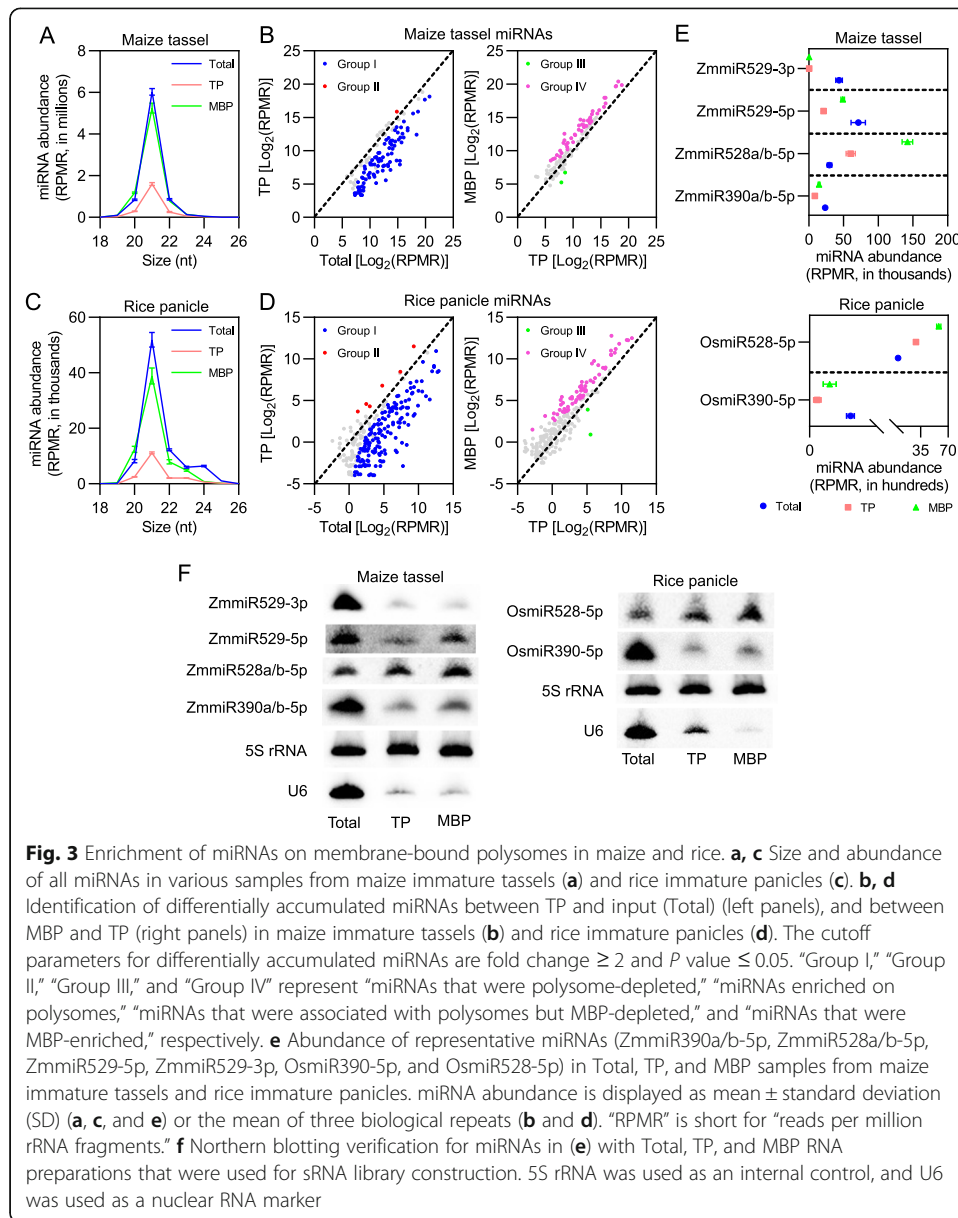 A
Maize tassel
miRNA abundance
(RPMR, in millions)
8
6
4
2
0
18 20 22 24 26
Size (nt)
Total
TP
MBP
B
Maize tassel miRNAs
TP [Log2(RPMR)]
25
20
15
10
5
0
0 5 10 15 20 25
Total [Log2(RPMR)]
Group I
Group II
MBP [Log2(RPMR)]
25
20
15
10
5
0
0 5 10 15 20 25
TP [Log2(RPMR)]
Group III
Group IV
C
Rice panicle
miRNA abundance
(RPMR, in thousands)
60
40
20
0
18 20 22 24 26
Size (nt)
Total
TP
MBP
D
Rice panicle miRNAs
TP [Log2(RPMR)]
15
10
5
0
-5
-5 0 5 10 15
Total [Log2(RPMR)]
Group I
Group II
MBP [Log2(RPMR)]
15
10
5
0
-5
-5 0 5 10 15
TP [Log2(RPMR)]
Group III
Group IV
E
Maize tassel
ZmmiR529-3p
ZmmiR529-5p
ZmmiR528a/b-5p
ZmmiR390a/b-5p
0 50 100 150 200
miRNA abundance
(RPMR, in thousands)
Rice panicle
OsmiR528-5p
OsmiR390-5p
0 35 70
miRNA abundance
(RPMR, in hundreds)
Total TP MBP
F
Maize tassel
ZmmiR529-3p
ZmmiR529-5p
ZmmiR528a/b-5p
ZmmiR390a/b-5p
5S rRNA
U6
Total TP MBP
Rice panicle
OsmiR528-5p
OsmiR390-5p
5S rRNA
U6
Total TP MBP
Fig. 3 Enrichment of miRNAs on membrane-bound polysomes in maize and rice. a, c Size and abundance
of all miRNAs in various samples from maize immature tassels (a) and rice immature panicles (c). b, d
Identification of differentially accumulated miRNAs between TP and input (Total) (left panels), and between
MBP and TP (right panels) in maize immature tassels (b) and rice immature panicles (d). The cutoff
parameters for differentially accumulated miRNAs are fold change ≥ 2 and P value ≤ 0.05. “Group I,” “Group
II,” “Group III,” and “Group IV” represent “miRNAs that were polysome-depleted,” “miRNAs enriched on
polysomes,” “miRNAs that were associated with polysomes but MBP-depleted,” and “miRNAs that were
MBP-enriched,” respectively. e Abundance of representative miRNAs (ZmmiR390a/b-5p, ZmmiR528a/b-5p,
ZmmiR529-5p, ZmmiR529-3p, OsmiR390-5p, and OsmiR528-5p) in Total, TP, and MBP samples from maize
immature tassels and rice immature panicles. miRNA abundance is displayed as mean ± standard deviation
(SD) (a, c, and e) or the mean of three biological repeats (b and d). “RPMR” is short for “reads per million
rRNA fragments.” f Northern blotting verification for miRNAs in (e) with Total, TP, and MBP RNA
preparations that were used for sRNA library construction. 5S rRNA was used as an internal control, and U6
was used as a nuclear RNA marker